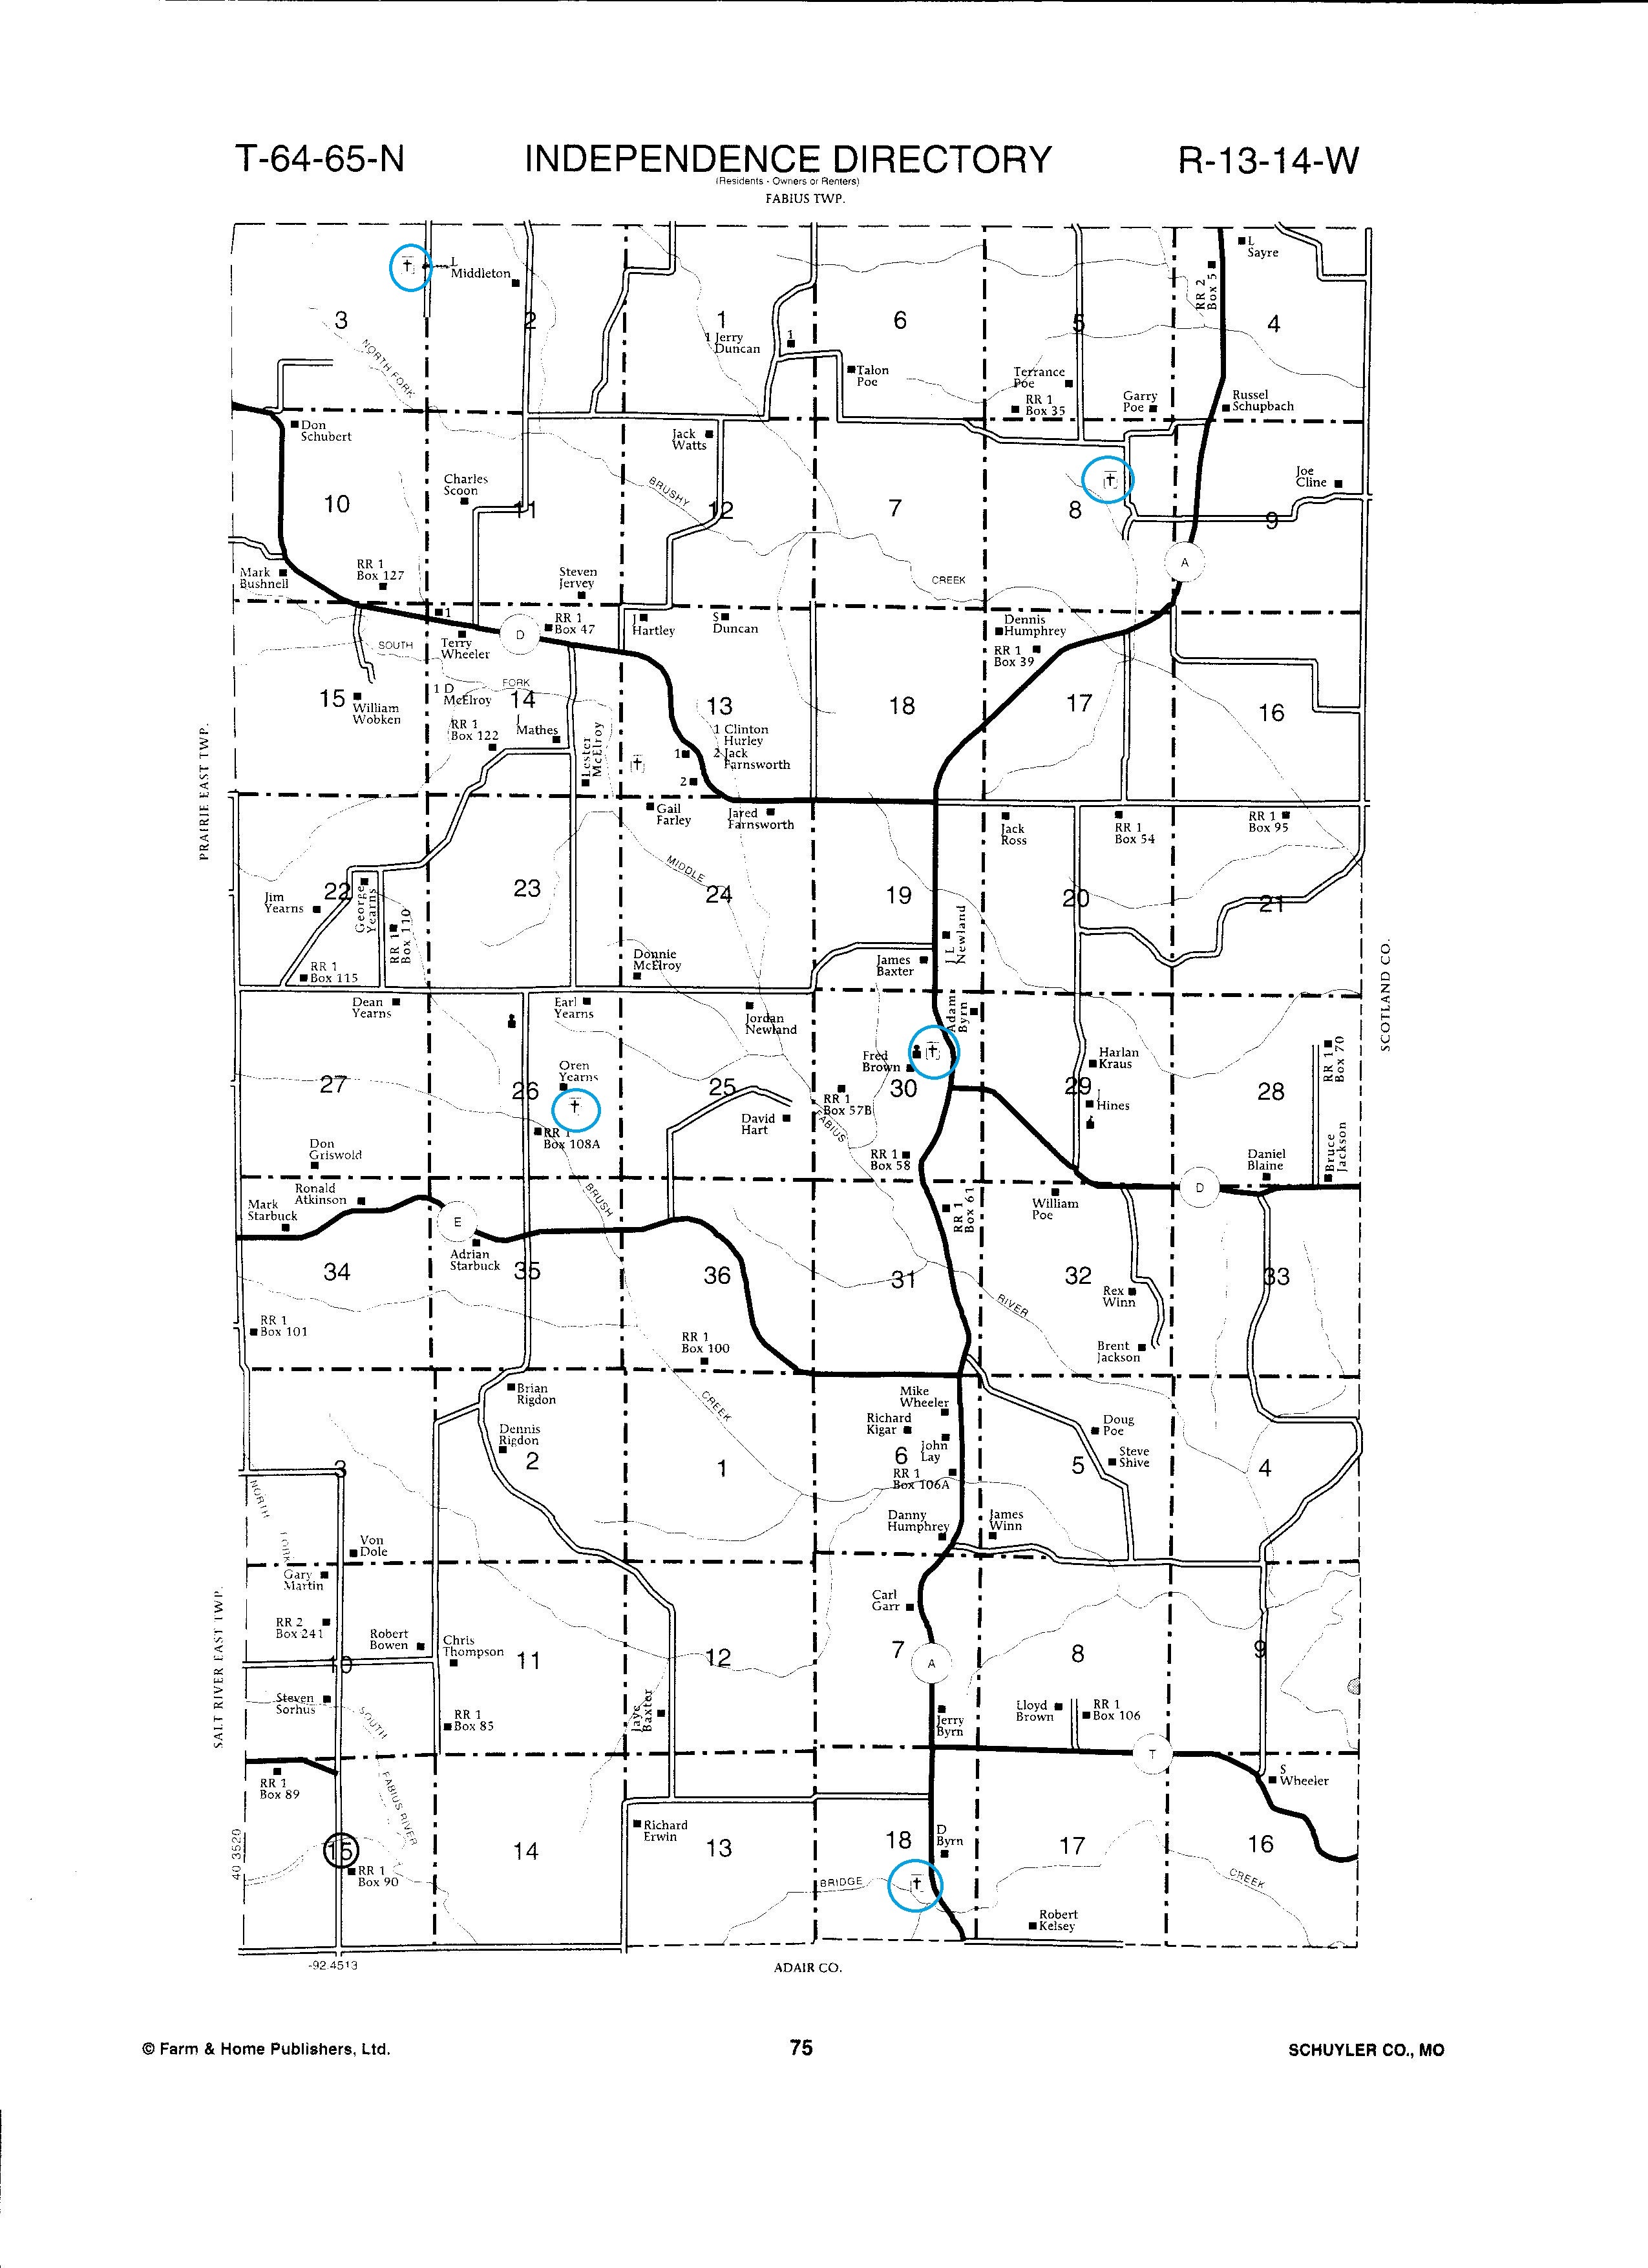 T-64-65-N
INDEPENDENCE DIRECTORY
R-13-14-W
(Residents - Owners or Renters)
FABIUS TWP.
L
Middleton
L
Sayre
RR 2
Box 5
3
2
1
6
5
4
1 Jerry
Duncan
1
NORTH FORK
Talon
Poe
Terrance
Poe
RR 1
Box 35
Garry
Poe
Russel
Schupbach
Don
Schubert
Jack
Watts
Charles
Scoon
BRUSHY
Joe
Cline
10
11
12
7
8
9
A
Mark
Bushnell
RR 1
Box 127
Steven
Jervey
CREEK
1
SOUTH
Terry
Wheeler
D
RR 1
Box 47
J
Hartley
S
Duncan
Dennis
Humphrey
RR 1
Box 39
FORK
15
William
Wobken
1 D
McElroy
14
13
18
17
16
RR 1
Box 122
J
Mathes
Lester
McElroy
1 Clinton
Hurley
2 Jack
Farnsworth
1
2
PRAIRIE EAST TWP.
Gail
Farley
Jared
Farnsworth
Jack
Ross
RR 1
Box 54
RR 1
Box 95
MIDDLE
22
23
24
19
20
21
Jim
Yearns
George
Yearns
RR 1
Box 110
J L
Newland
RR 1
Box 115
Donnie
McElroy
James
Baxter
SCOTLAND CO.
Dean
Yearns
Earl
Yearns
Jordan
Newland
Adam
Byrn
Fred
Brown
Harlan
Kraus
RR 1
Box 70
Oren
Yearns
27
26
25
30
29
28
RR 1
Box 57B
FABIUS
J
Hines
David
Hart
RR 1
Box 108A
Don
Griswold
RR 1
Box 58
Daniel
Blaine
Bruce
Jackson
D
Ronald
Atkinson
Mark
Starbuck
BRUSH
RR 1
Box 61
William
Poe
E
Adrian
Starbuck
34
35
36
31
32
33
RIVER
Rex
Winn
RR 1
Box 101
RR 1
Box 100
Brent
Jackson
Brian
Rigdon
CREEK
Mike
Wheeler
Richard
Kigar
John
Lay
Doug
Poe
Steve
Shive
Dennis
Rigdon
3
2
1
6
5
4
RR 1
Box 106A
NORTH
FORK
Danny
Humphrey
James
Winn
Von
Dole
Gary
Martin
Carl
Garr
SALT RIVER EAST TWP.
RR 2
Box 241
Robert
Bowen
Chris
Thompson
10
11
12
7
A
8
9
Steven
Sorhus
SOUTH
RR 1
Box 85
Jaye
Baxter
Jerry
Byrn
Lloyd
Brown
RR 1
Box 106
T
RR 1
Box 89
FABIUS RIVER
S
Wheeler
40.3520
15
14
Richard
Erwin
13
18
D
Byrn
17
16
RR 1
Box 90
BRIDGE
CREEK
Robert
Kelsey
-92.4513
ADAIR CO.
© Farm & Home Publishers, Ltd.
75
SCHUYLER CO., MO